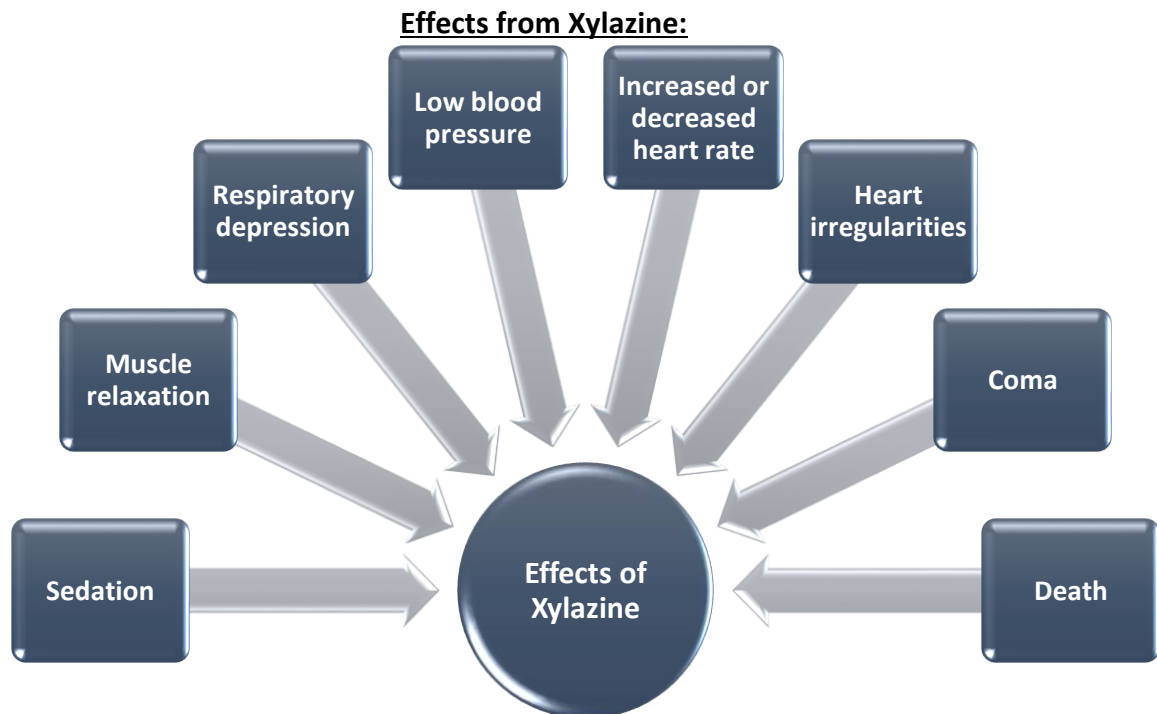 Effects from Xylazine:
Low blood
pressure
Increased or
decreased
heart rate
Respiratory
depression
Heart
irregularities
Muscle
relaxation
Coma
Sedation
Effects of
Xylazine
Death